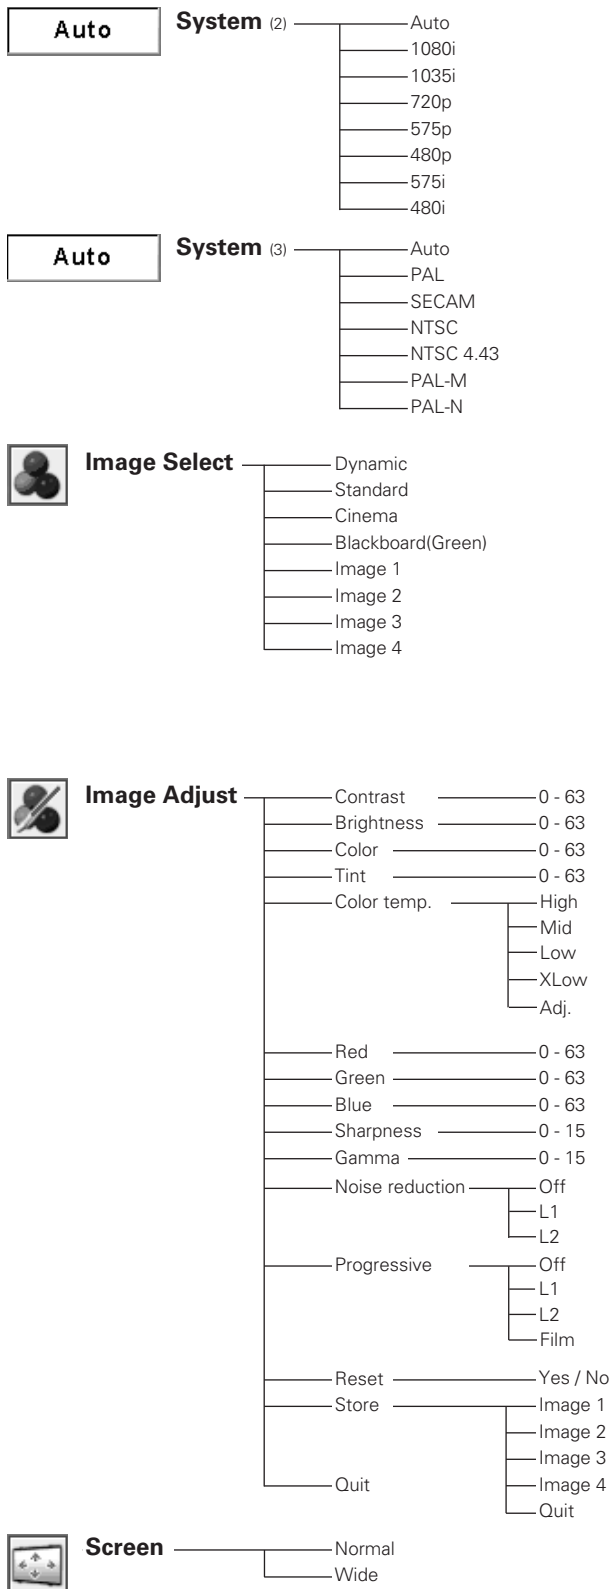 Auto System (2) Auto
1080i
1035i
720p
575p
480p
575i
480i
Auto System (3) Auto
PAL
SECAM
NTSC
NTSC 4.43
PAL-M
PAL-N
Image Select Dynamic
Standard
Cinema
Blackboard(Green)
Image 1
Image 2
Image 3
Image 4
Image Adjust Contrast 0 - 63
Brightness 0 - 63
Color 0 - 63
Tint 0 - 63
Color temp. High
Mid
Low
XLow
Adj.
Red 0 - 63
Green 0 - 63
Blue 0 - 63
Sharpness 0 - 15
Gamma 0 - 15
Noise reduction Off
L1
L2
Progressive Off
L1
L2
Film
Reset Yes / No
Store Image 1
Image 2
Image 3
Quit Image 4
Quit
Screen Normal
Wide